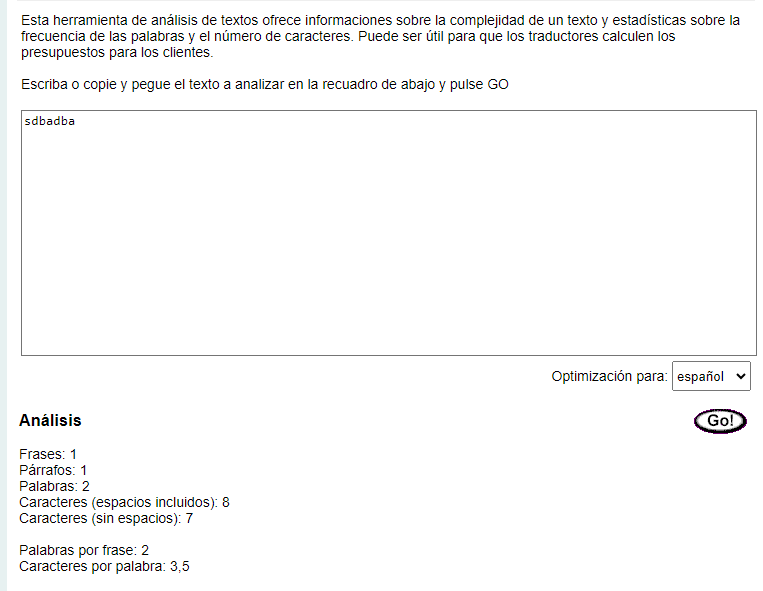 Esta herramienta de análisis de textos ofrece informaciones sobre la complejidad de un texto y estadísticas sobre la
frecuencia de las palabras y el número de caracteres. Puede ser útil para que los traductores calculen los
presupuestos para los clientes.
Escriba o copie y pegue el texto a analizar en la recuadro de abajo y pulse GO
sdbadba
Optimización para: español
Análisis
Go!
Frases: 1
Párrafos: 1
Palabras: 2
Caracteres (espacios incluidos): 8
Caracteres (sin espacios): 7
Palabras por frase: 2
Caracteres por palabra: 3,5